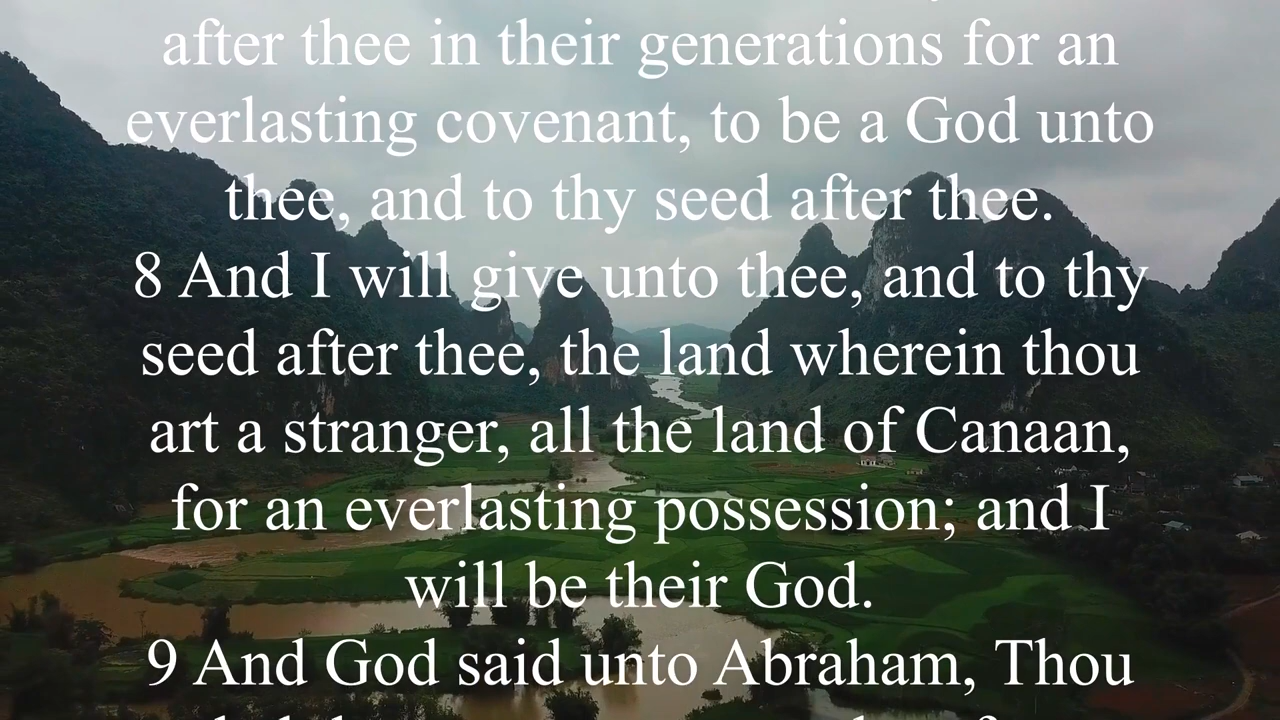 after thee in their generations for an
everlasting covenant, to be a God unto
thee, and to thy seed after thee.
8 And I will give unto thee, and to thy
seed after thee, the land wherein thou
art a stranger, all the land of Canaan,
for an everlasting possession; and I
will be their God.
9 And God said unto Abraham, Thou